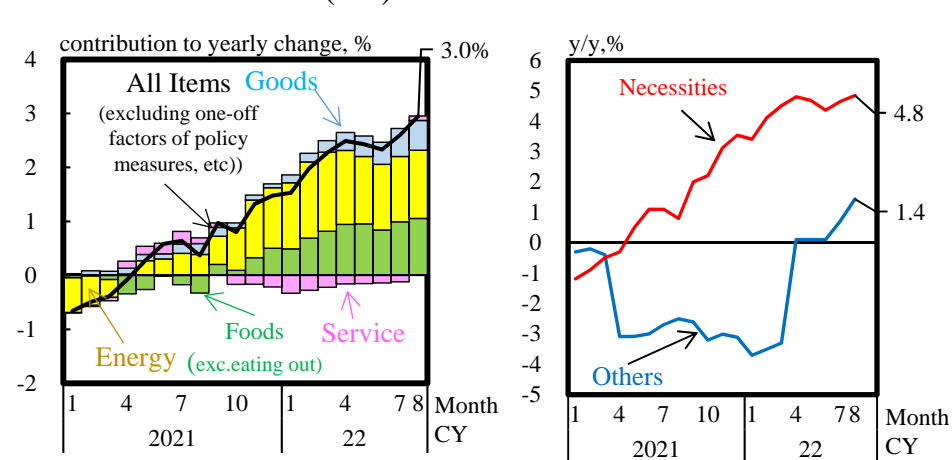 contribution to yearly change, %
4
3
2
1
0
-1
-2
All Items
(excluding one-off
factors of policy
measures, etc))
Goods
3.0%
Energy
Foods
(exc.eating out)
Service
1 4 7 10 1 4 7 8 Month
2021 22 CY
y/y,%
6
5
4
3
2
1
0
-1
-2
-3
-4
-5
Necessities
4.8
1.4
Others
1 4 7 10 1 4 7 8 Month
2021 22 CY